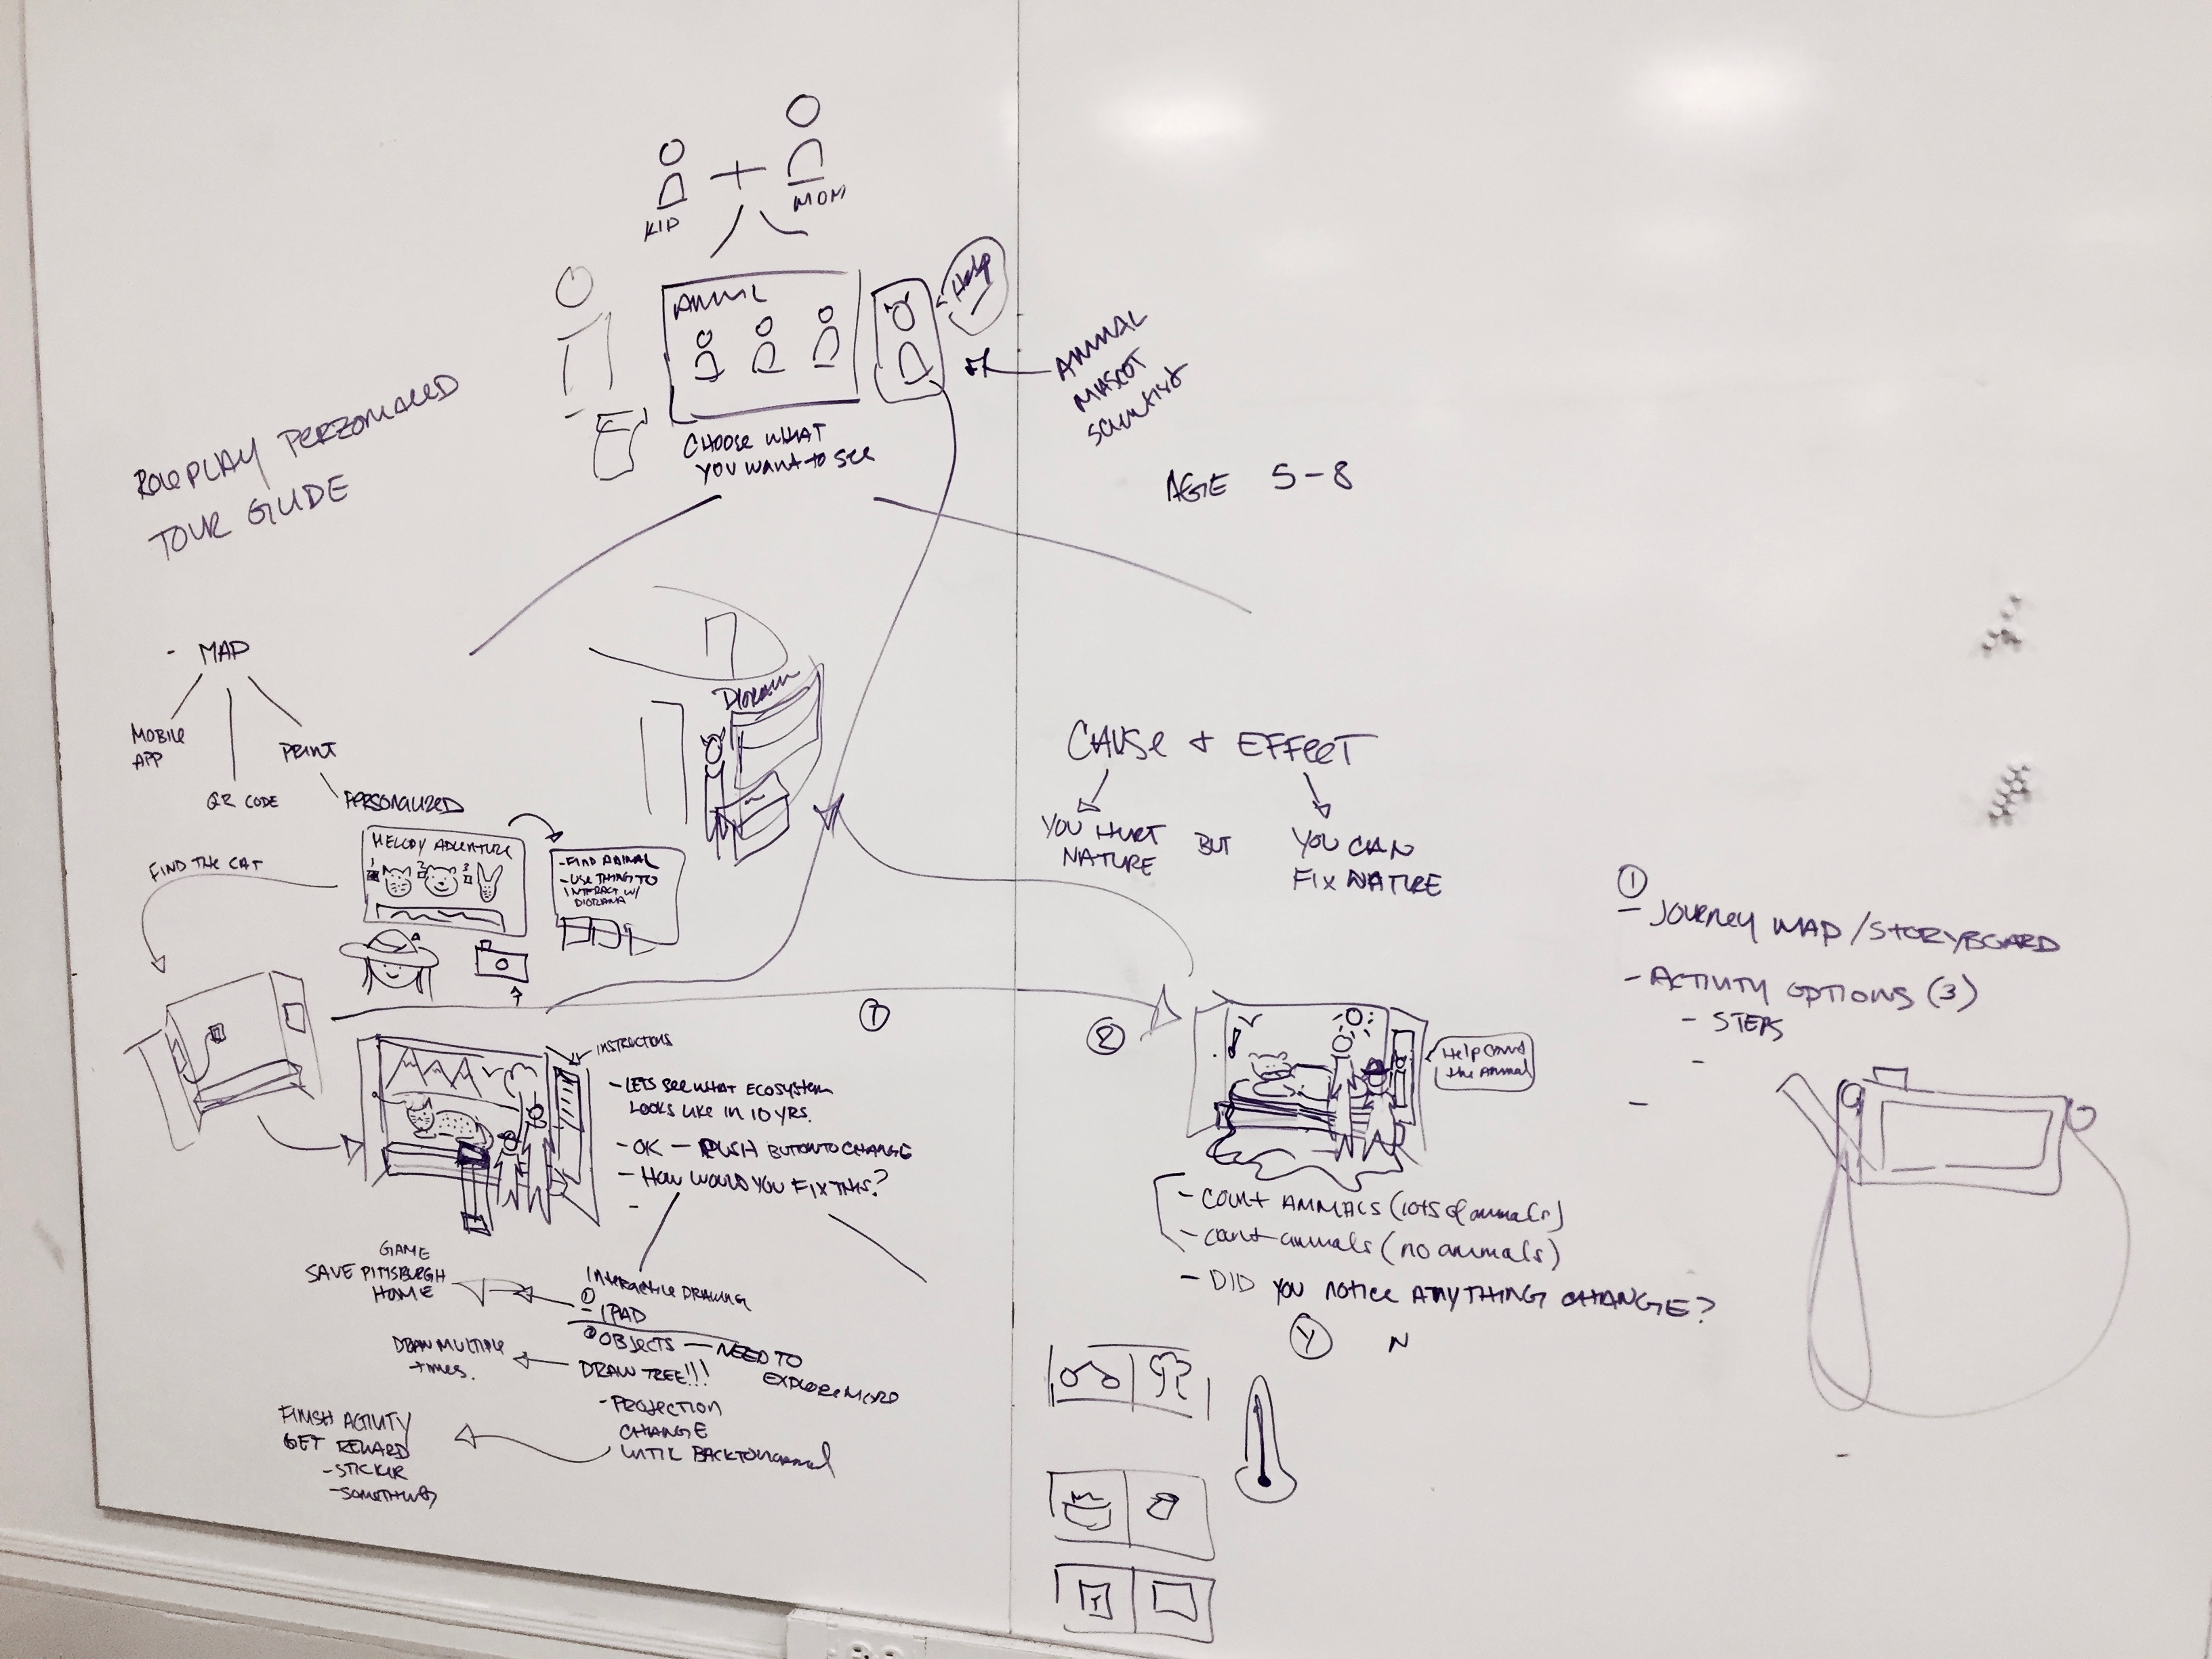 KID
MOM
ANIML
Help
CHOOSE WHAT
YOU WANT TO SEE
ANIMAL
MASCOT
SCIENTIST
AGE 5-8
ROLEPLAY PERZONALIZED
TOUR GUIDE
- MAP
MOBILE
APP
QR CODE
PRINT
PERSONALIZED
MELODY ADVENTURE
1 2 3
- FIND ANIMAL
- USE THING TO
INTERACT W/
DIORAMA
FIND THE CAT
DIORAMA
CAUSE + EFFECT
YOU HURT
NATURE
BUT
YOU CAN
FIX NATURE
1
- JOURNEY MAP/STORYBOARD
- ACTIVITY OPTIONS (3)
- STEPS
-
-
1
INSTRUCTIONS
- LETS SEE WHAT ECOSYSTEM
LOOKS LIKE IN 10 YRS.
- OK — PUSH BUTTON TO CHANGE
- HOW WOULD YOU FIX THIS?
-
2
Help count
the animal
- COUNT ANIMALS (lots of animals)
- count animals (no animals)
- DID YOU NOTICE ANYTHING CHANGE?
Y N
GAME
SAVE PITTSBURGH
HOME
INTERACTIVE DRAWING
1 IPAD
2 OBJECTS — NEED TO
EXPLORE MORE
DRAW TREE!!!
DRAW MULTIPLE
times.
- PROJECTION
CHANGE
UNTIL BACK TO NORMAL
FINISH ACTIVITY
GET REWARD
- STICKER
- SOMETHING